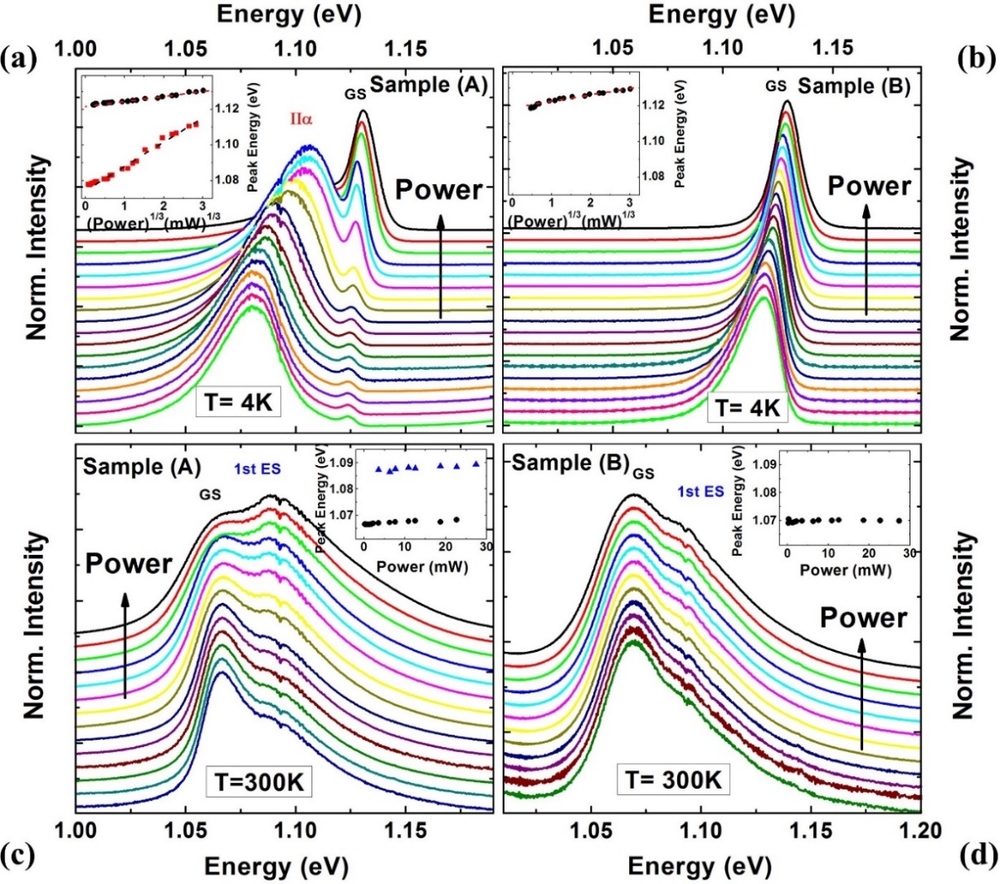 Energy (eV)
1.00 1.05 1.10 1.15
Energy (eV)
1.05 1.10 1.15
(a)
(b)
Norm. Intensity
Sample (A)
GS
IIα
Power
T= 4K
1.12
1.10
1.08
Peak Energy (eV)
0 1 2 3
(Power)^1/3(mW)^1/3
GS
Sample (B)
Power
T= 4K
1.12
1.10
1.08
Peak Energy (eV)
0 1 2 3
(Power)^1/3(mW)^1/3
Norm. Intensity
Norm. Intensity
Sample (A)
1st ES
GS
Power
T=300K
Peak Energy (eV)
1.09
1.07
0 10 20 30
Power (mW)
Sample (B)
GS
1st ES
Power
T= 300K
Peak Energy (eV)
1.09
1.07
0 10 20 30
Power (mW)
Norm. Intensity
1.00 1.05 1.10 1.15
1.05 1.10 1.15 1.20
(c)
Energy (eV)
Energy (eV)
(d)